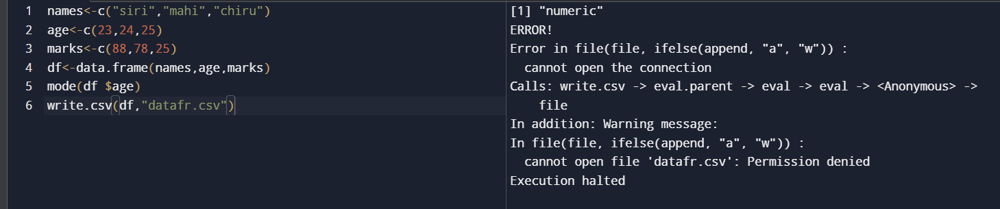 1 names<-c("siri","mahi","chiru")
2 age<-c(23,24,25)
3 marks<-c(88,78,25)
4 df<-data.frame(names,age,marks)
5 mode(df $age)
6 write.csv(df,"datafr.csv")
[1] "numeric"
ERROR!
Error in file(file, ifelse(append, "a", "w")) :
cannot open the connection
Calls: write.csv -> eval.parent -> eval -> eval -> <Anonymous> ->
file
In addition: Warning message:
In file(file, ifelse(append, "a", "w")) :
cannot open file 'datafr.csv': Permission denied
Execution halted